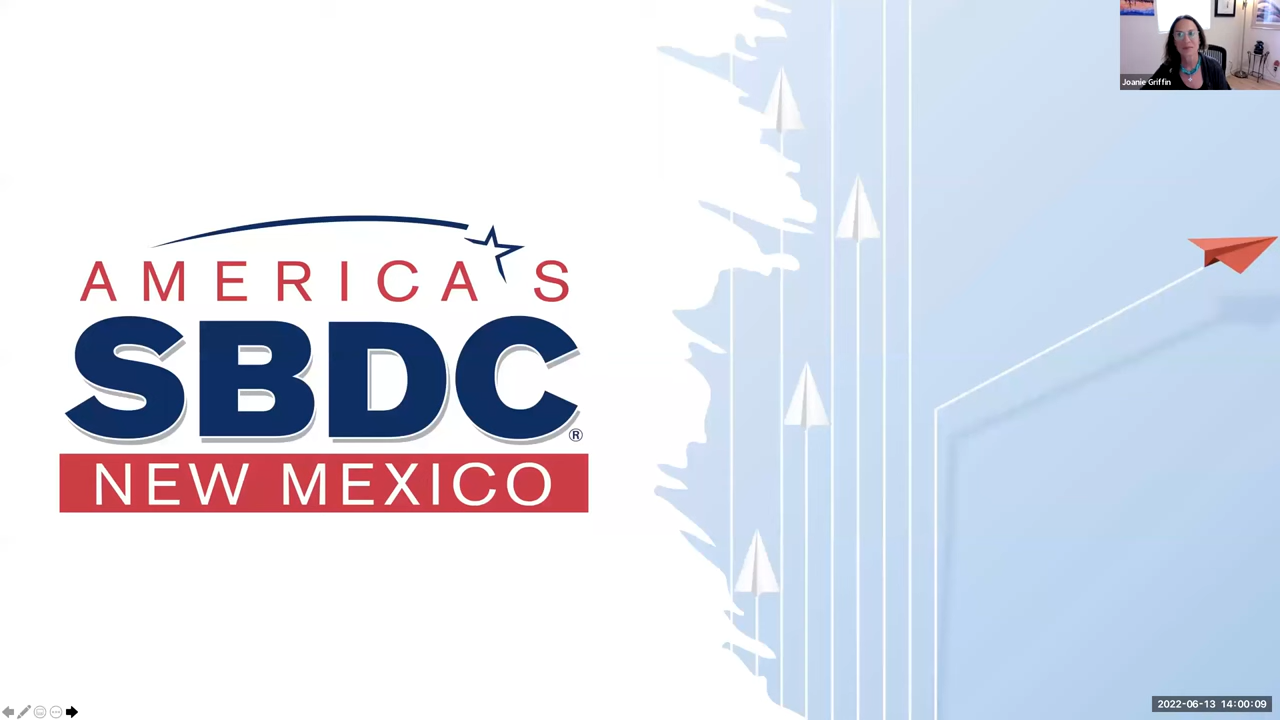 AMERICA'S
SBDC®
NEW MEXICO
Joanie Griffin
2022-06-13 14:00:09